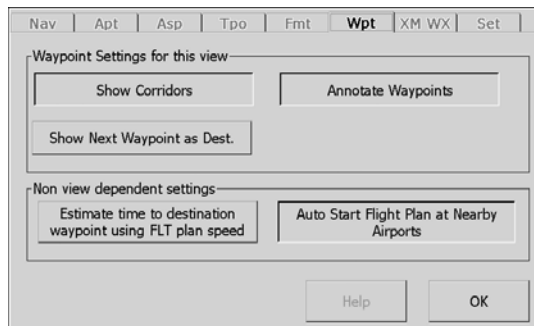 Nav Apt Asp Tpo Fmt Wpt XM WX Set
Waypoint Settings for this view
Show Corridors Annotate Waypoints
Show Next Waypoint as Dest.
Non view dependent settings
Estimate time to destination
waypoint using FLT plan speed
Auto Start Flight Plan at Nearby
Airports
Help OK